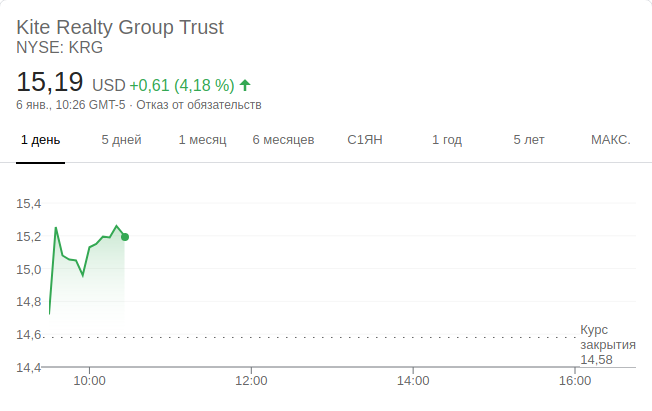 Kite Realty Group Trust
NYSE: KRG
15,19 USD +0,61 (4,18 %)
6 янв., 10:26 GMT-5 · Отказ от обязательств
1 день 5 дней 1 месяц 6 месяцев С1ЯН 1 год 5 лет МАКС.
15,4
15,2
15,0
14,8
14,6
14,4
Курс
закрытия
14,58
10:00 12:00 14:00 16:00